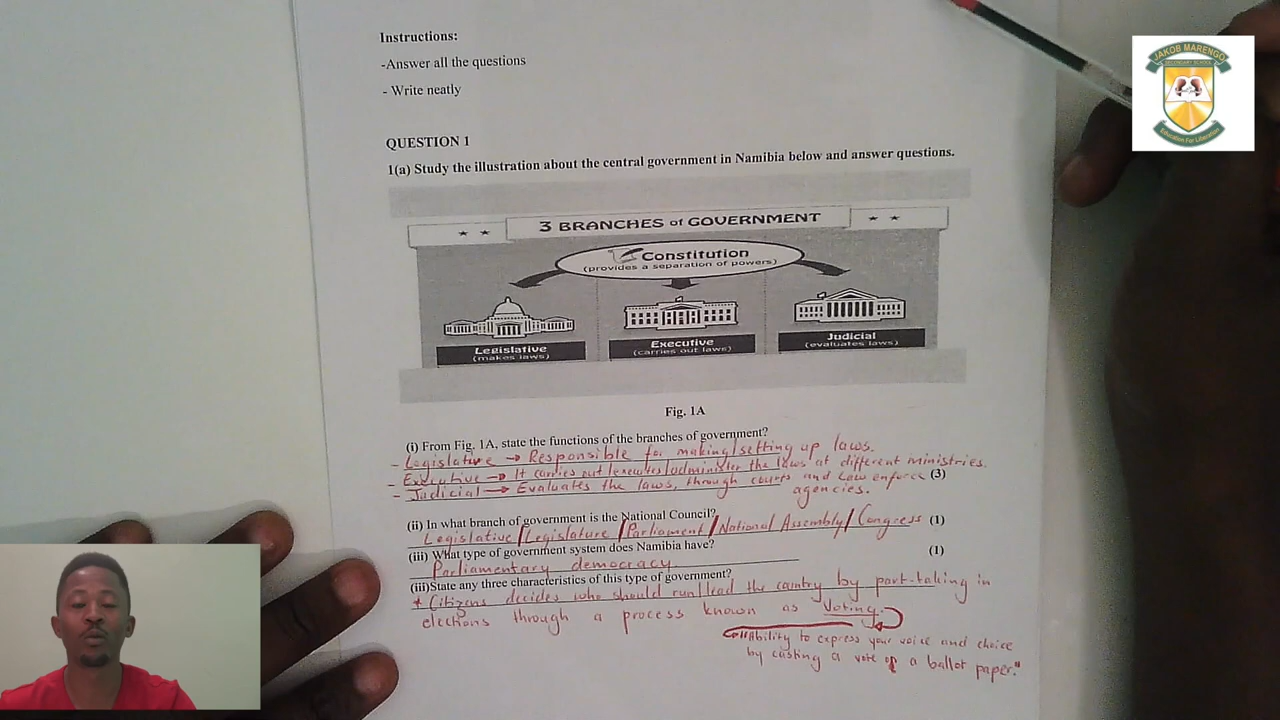 Instructions:
-Answer all the questions
- Write neatly
JAKOB MARENGO
SECONDARY SCHOOL
Education For Liberation
QUESTION 1
1(a) Study the illustration about the central government in Namibia below and answer questions.
3 BRANCHES of GOVERNMENT
Constitution
(provides a separation of powers)
Legislative
(makes laws)
Executive
(carries out laws)
Judicial
(evaluates laws)
Fig. 1A
(i) From Fig. 1A, state the functions of the branches of government?
- Legislative → Responsible for making/setting up laws.
- Executive → It carries out/executes/administer the laws at different ministries.
- Judicial → Evaluates the laws, through courts and law enforce (3)
agencies.
(ii) In what branch of government is the National Council?
Legislative/Legislature/Parliament/National Assembly/Congress (1)
(iii) What type of government system does Namibia have?
Parliamentary democracy (1)
(iii)State any three characteristics of this type of government?
* Citizens decides who should run/lead the country by part-taking in
elections through a process known as Voting.
"Ability to express your voice and choice
by casting a vote of a ballot paper."